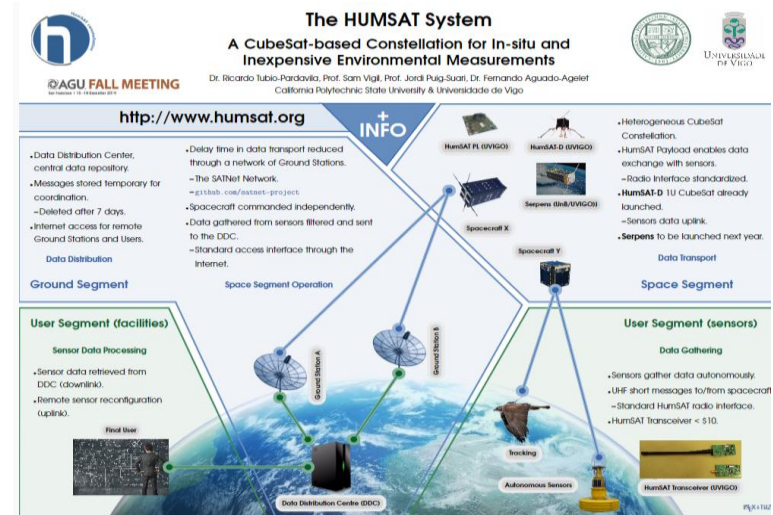 The HUMSAT System
A CubeSat-based Constellation for In-situ and
Inexpensive Environmental Measurements
Dr. Ricardo Tubio-Pardavila, Prof. Sam Vigil, Prof. Jordi Puig-Suari, Dr. Fernando Aguado-Agelet
California Polytechnic State University & Universidade de Vigo
AGU FALL MEETING
UNIVERSIDADE
DE VIGO
http://www.humsat.org
+
INFO
•Data Distribution Center,
central data repository.
•Messages stored temporary for
coordination.
–Deleted after 7 days.
•Internet access for remote
Ground Stations and Users.
Data Distribution
Ground Segment
•Delay time in data transport reduced
through a network of Ground Stations.
–The SATNet Network.
–github.com/satnet-project
•Spacecraft commanded independently.
•Data gathered from sensors filtered and sent
to the DDC.
–Standard access interface through the
Internet.
Space Segment Operation
HumSAT PL (UVIGO)
HumSAT-D (UVIGO)
Serpens (UnB/UVIGO)
Spacecraft X
Spacecraft Y
•Heterogeneous CubeSat
Constellation.
•HumSAT Payload enables data
exchange with sensors.
–Radio interface standardized.
•HumSAT-D 1U CubeSat already
launched.
–Sensors data uplink.
•Serpens to be launched next year.
Data Transport
Space Segment
User Segment (facilities)
Sensor Data Processing
•Sensor data retrieved from
DDC (downlink).
•Remote sensor reconfiguration
(uplink).
Final User
Ground Station A
Ground Station B
Data Distribution Centre (DDC)
User Segment (sensors)
Data Gathering
•Sensors gather data autonomously.
•UHF short messages to/from spacecraft
–Standard HumSAT radio interface.
•HumSAT Transceiver < $10.
Tracking
Autonomous Sensors
HumSAT Transceiver (UVIGO)